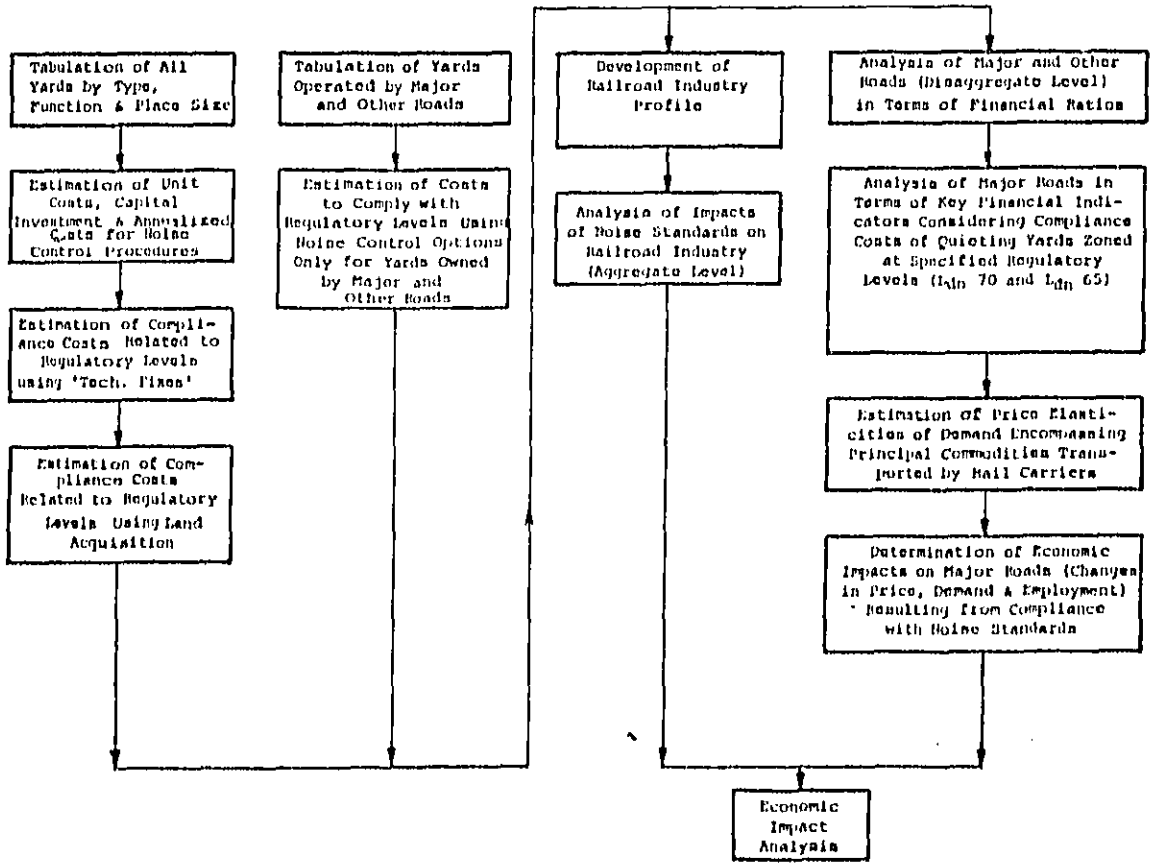 Tabulation of All
Yards by Type,
Function & Place Size
Estimation of Unit
Costs, Capital
Investment & Annualized
Costs for Noise
Control Procedures
Estimation of Compli-
ance Costs Related to
Regulatory Levels
using 'Tech. Fixes'
Estimation of Com-
pliance Costs
Related to Regulatory
Levels Using Land
Acquisition
Tabulation of Yards
Operated by Major
and Other Roads
Estimation of Costs
to Comply with
Regulatory Levels Using
Noise Control Options
Only for Yards Owned
by Major and
Other Roads
Development of
Railroad Industry
Profile
Analysis of Impacts
of Noise Standards on
Railroad Industry
(Aggregate Level)
Analysis of Major and Other
Roads (Disaggregate Level)
in Terms of Financial Ratios
Analysis of Major Roads in
Terms of Key Financial Indi-
cators Considering Compliance
Costs of Quieting Yards Zoned
at Specified Regulatory
Levels (Ldn 70 and Ldn 65)
Estimation of Price Elasti-
cities of Demand Encompassing
Principal Commodities Trans-
ported by Rail Carriers
Determination of Economic
Impacts on Major Roads (Changes
in Price, Demand & Employment)
Resulting from Compliance
with Noise Standards
Economic
Impact
Analysis